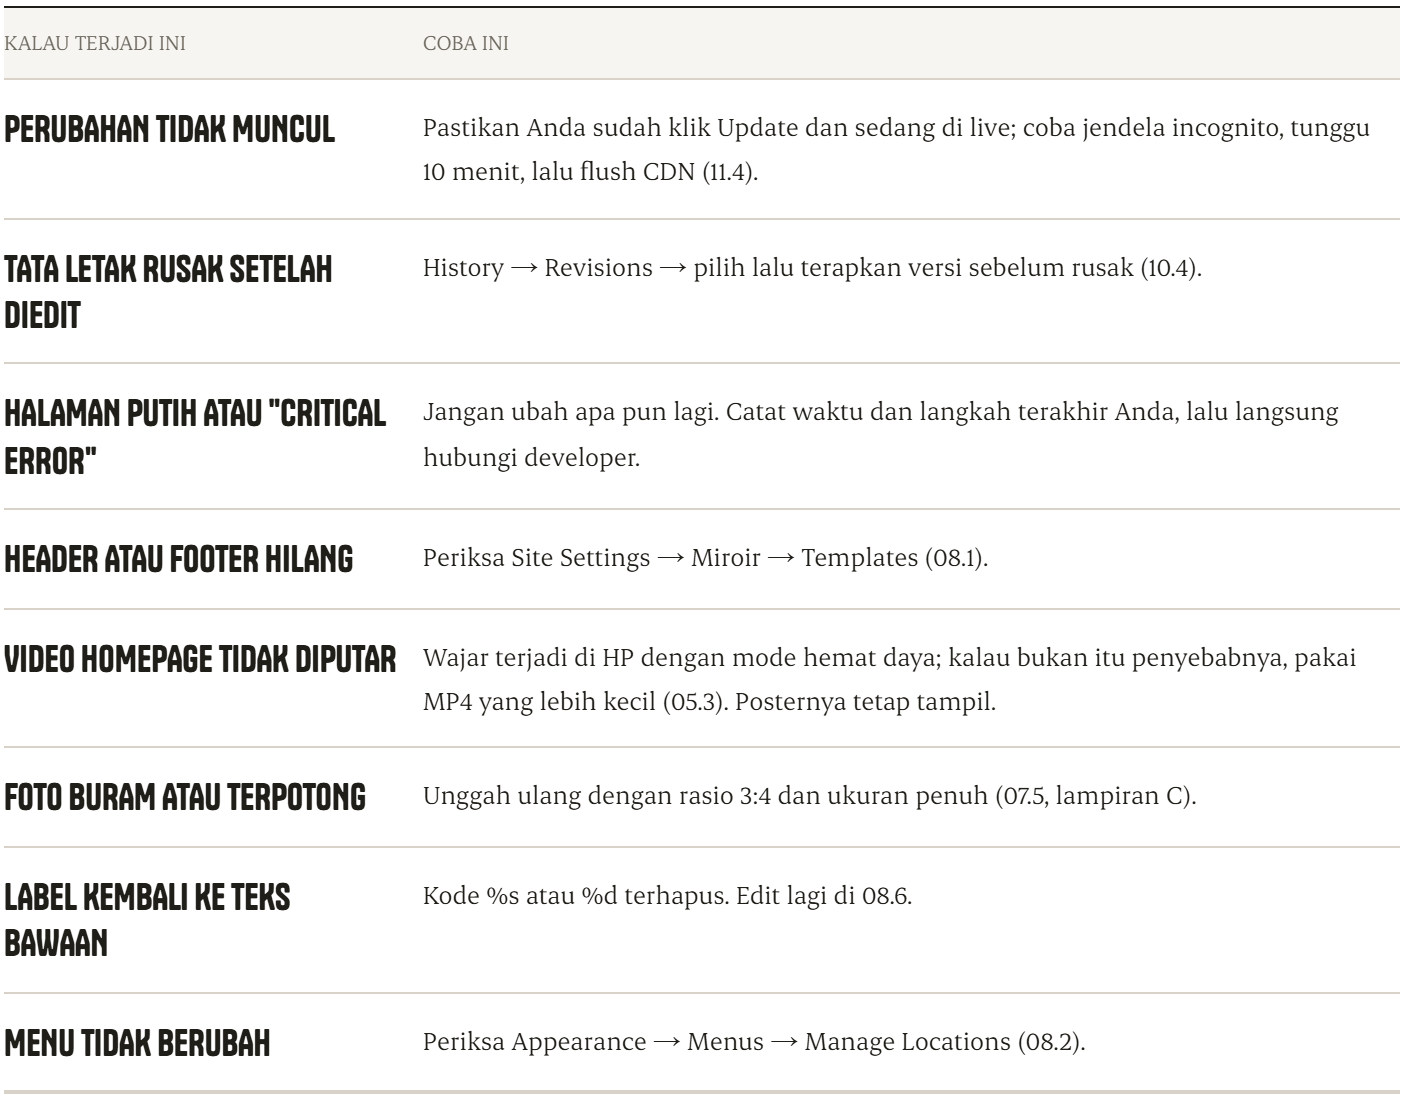 KALAU TERJADI INI
COBA INI
PERUBAHAN TIDAK MUNCUL
Pastikan Anda sudah klik Update dan sedang di live; coba jendela incognito, tunggu
10 menit, lalu flush CDN (11.4).
TATA LETAK RUSAK SETELAH
DIEDIT
History → Revisions → pilih lalu terapkan versi sebelum rusak (10.4).
HALAMAN PUTIH ATAU "CRITICAL
ERROR"
Jangan ubah apa pun lagi. Catat waktu dan langkah terakhir Anda, lalu langsung
hubungi developer.
HEADER ATAU FOOTER HILANG
Periksa Site Settings → Miroir → Templates (08.1).
VIDEO HOMEPAGE TIDAK DIPUTAR
Wajar terjadi di HP dengan mode hemat daya; kalau bukan itu penyebabnya, pakai
MP4 yang lebih kecil (05.3). Posternya tetap tampil.
FOTO BURAM ATAU TERPOTONG
Unggah ulang dengan rasio 3:4 dan ukuran penuh (07.5, lampiran C).
LABEL KEMBALI KE TEKS
BAWAAN
Kode %s atau %d terhapus. Edit lagi di 08.6.
MENU TIDAK BERUBAH
Periksa Appearance → Menus → Manage Locations (08.2).